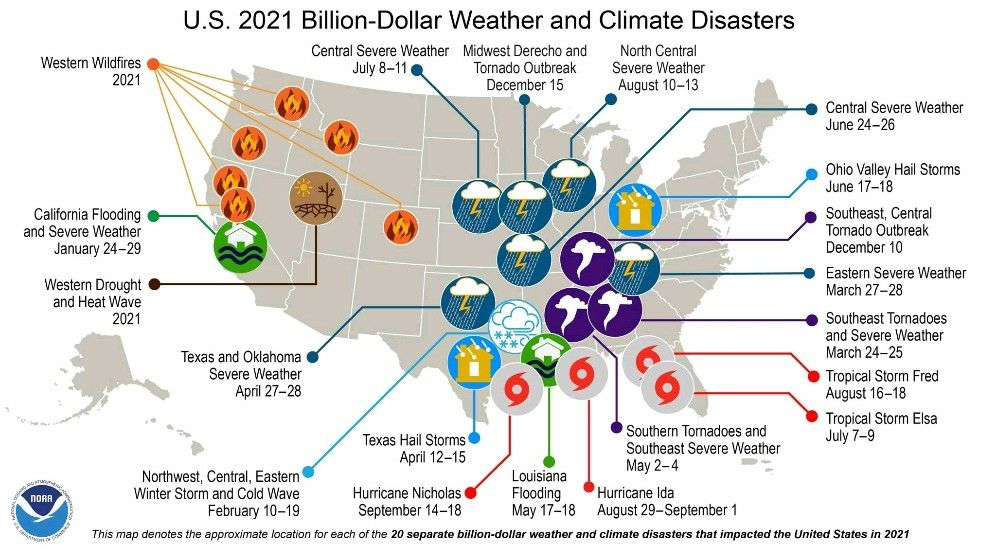 U.S. 2021 Billion-Dollar Weather and Climate Disasters
Western Wildfires
2021
Central Severe Weather
July 8–11
Midwest Derecho and
Tornado Outbreak
December 15
North Central
Severe Weather
August 10–13
Central Severe Weather
June 24–26
Ohio Valley Hail Storms
June 17–18
Southeast, Central
Tornado Outbreak
December 10
Eastern Severe Weather
March 27–28
Southeast Tornadoes
and Severe Weather
March 24–25
Tropical Storm Fred
August 16–18
Tropical Storm Elsa
July 7–9
California Flooding
and Severe Weather
January 24–29
Western Drought
and Heat Wave
2021
Texas and Oklahoma
Severe Weather
April 27–28
Texas Hail Storms
April 12–15
Northwest, Central, Eastern
Winter Storm and Cold Wave
February 10–19
Hurricane Nicholas
September 14–18
Louisiana
Flooding
May 17–18
Hurricane Ida
August 29–September 1
Southern Tornadoes and
Southeast Severe Weather
May 2–4
NOAA
This map denotes the approximate location for each of the 20 separate billion-dollar weather and climate disasters that impacted the United States in 2021